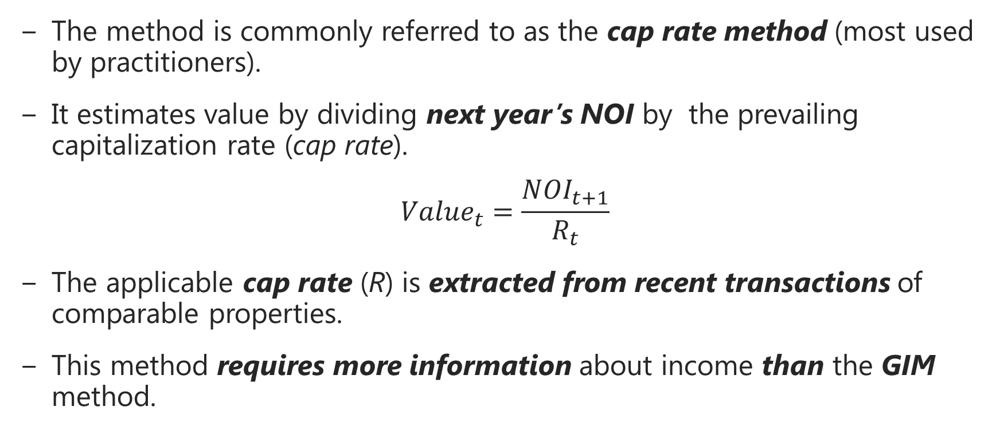 – The method is commonly referred to as the cap rate method (most used
by practitioners).
– It estimates value by dividing next year’s NOI by  the prevailing
capitalization rate (cap rate).
Value_t = NOI_{t+1} / R_t
– The applicable cap rate (R) is extracted from recent transactions of
comparable properties.
– This method requires more information about income than the GIM
method.